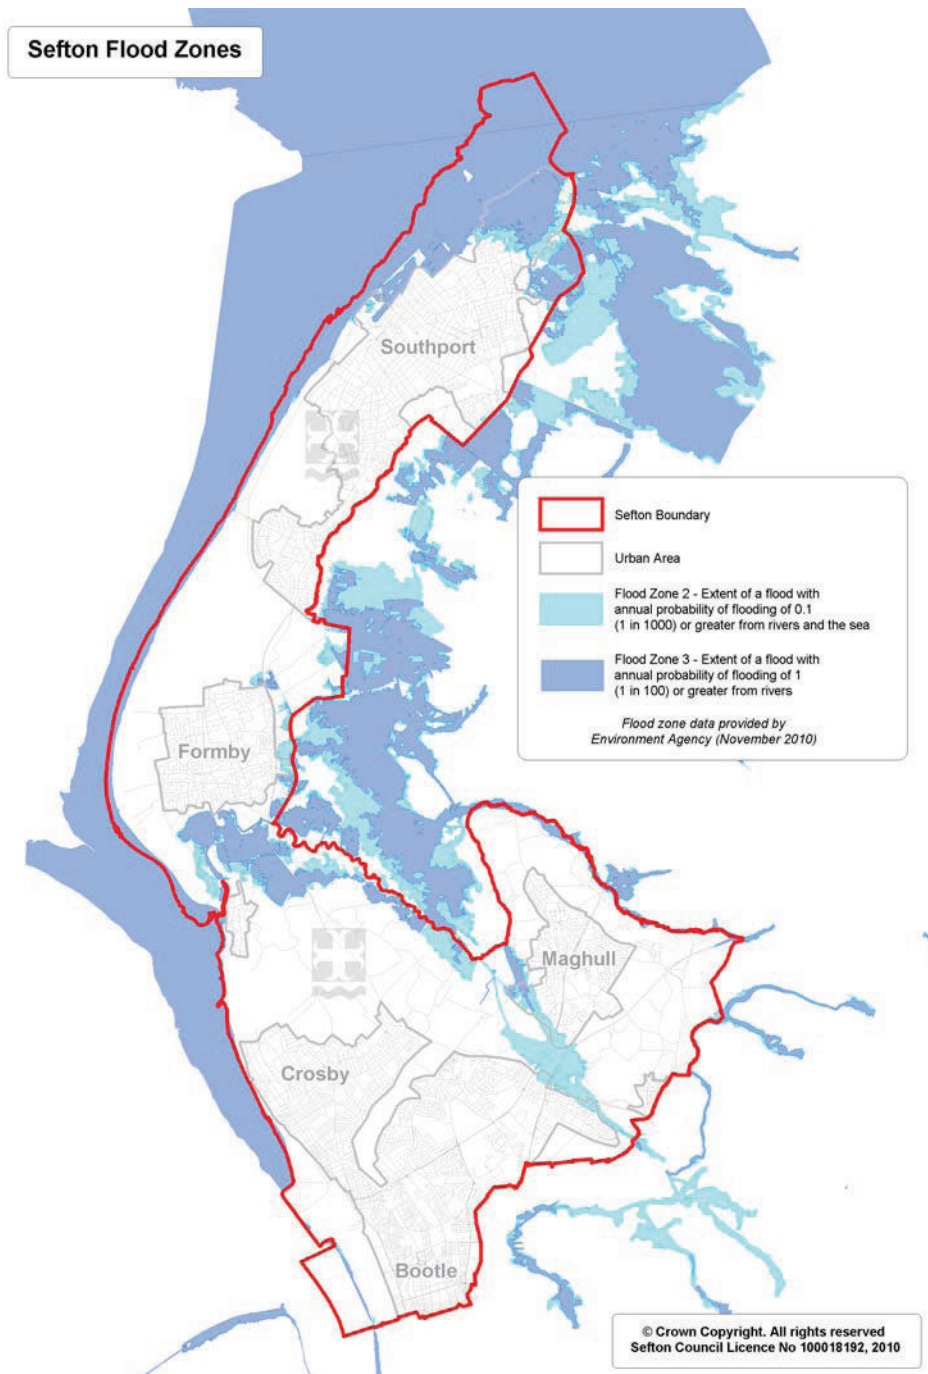 Sefton Flood Zones
Southport
Sefton Boundary
Urban Area
Flood Zone 2 - Extent of a flood with
annual probability of flooding of 0.1
(1 in 1000) or greater from rivers and the sea
Flood Zone 3 - Extent of a flood with
annual probability of flooding of 1
(1 in 100) or greater from rivers
Flood zone data provided by
Environment Agency (November 2010)
Formby
Maghull
Crosby
Bootle
© Crown Copyright. All rights reserved
Sefton Council Licence No 100018192, 2010